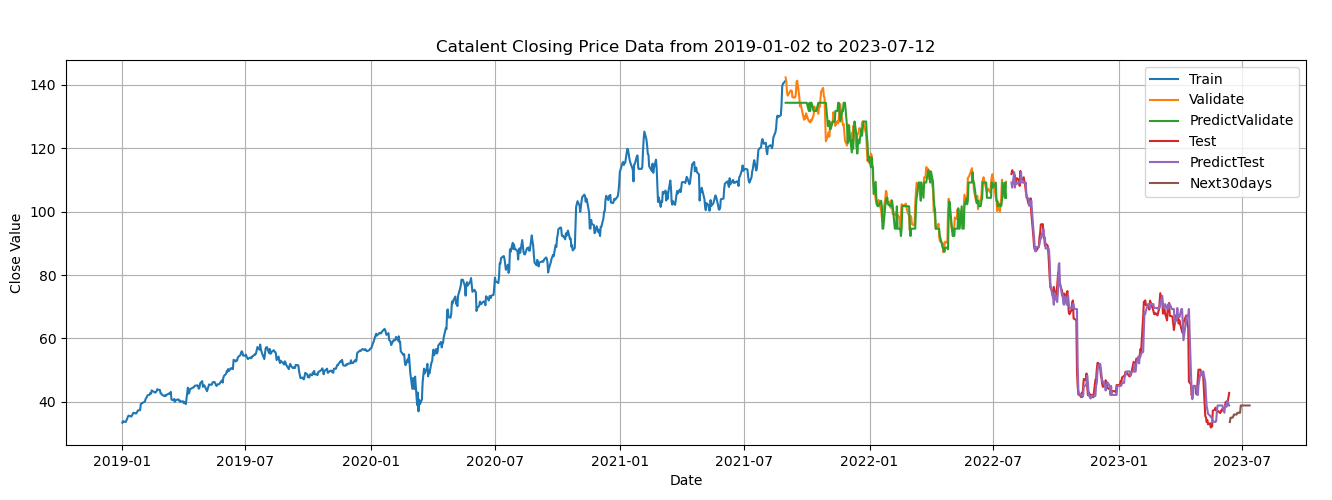 Catalent Closing Price Data from 2019-01-02 to 2023-07-12
Train
Validate
PredictValidate
Test
PredictTest
Next30days
Close Value
140
120
100
80
60
40
2019-01 2019-07 2020-01 2020-07 2021-01 2021-07 2022-01 2022-07 2023-01 2023-07
Date